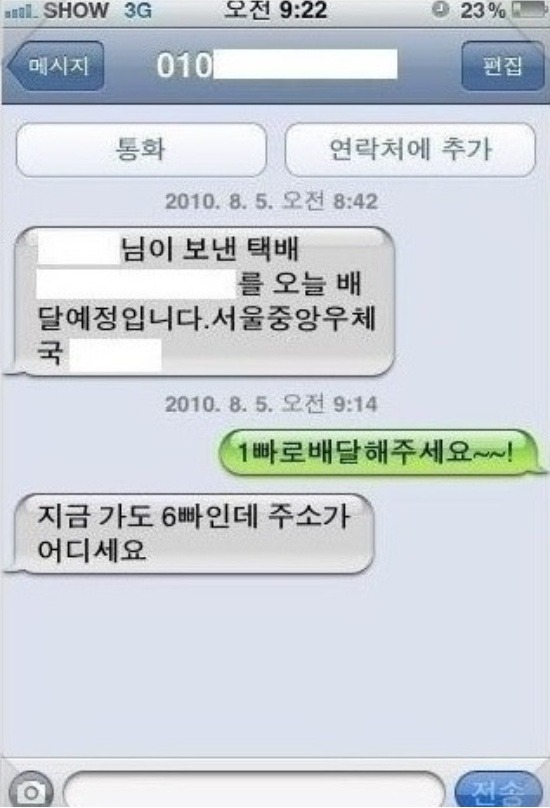 SHOW 3G 오전 9:22 23%
메시지 010 편집
통화 연락처에 추가
2010. 8. 5. 오전 8:42
님이 보낸 택배
를 오늘 배
달예정입니다.서울중앙우체
국
2010. 8. 5. 오전 9:14
1빠로배달해주세요~~!
지금 가도 6빠인데 주소가
어디세요
전송